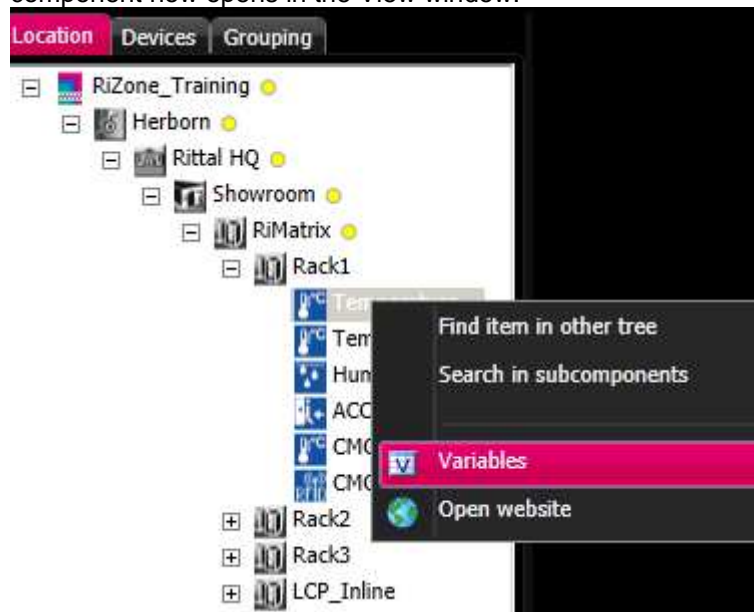 component now opens in the View window
Location Devices Grouping
RiZone_Training
Herborn
Rittal HQ
Showroom
RiMatrix
Rack1
Find item in other tree
Search in subcomponents
Variables
Open website
Rack2
Rack3
LCP_Inline